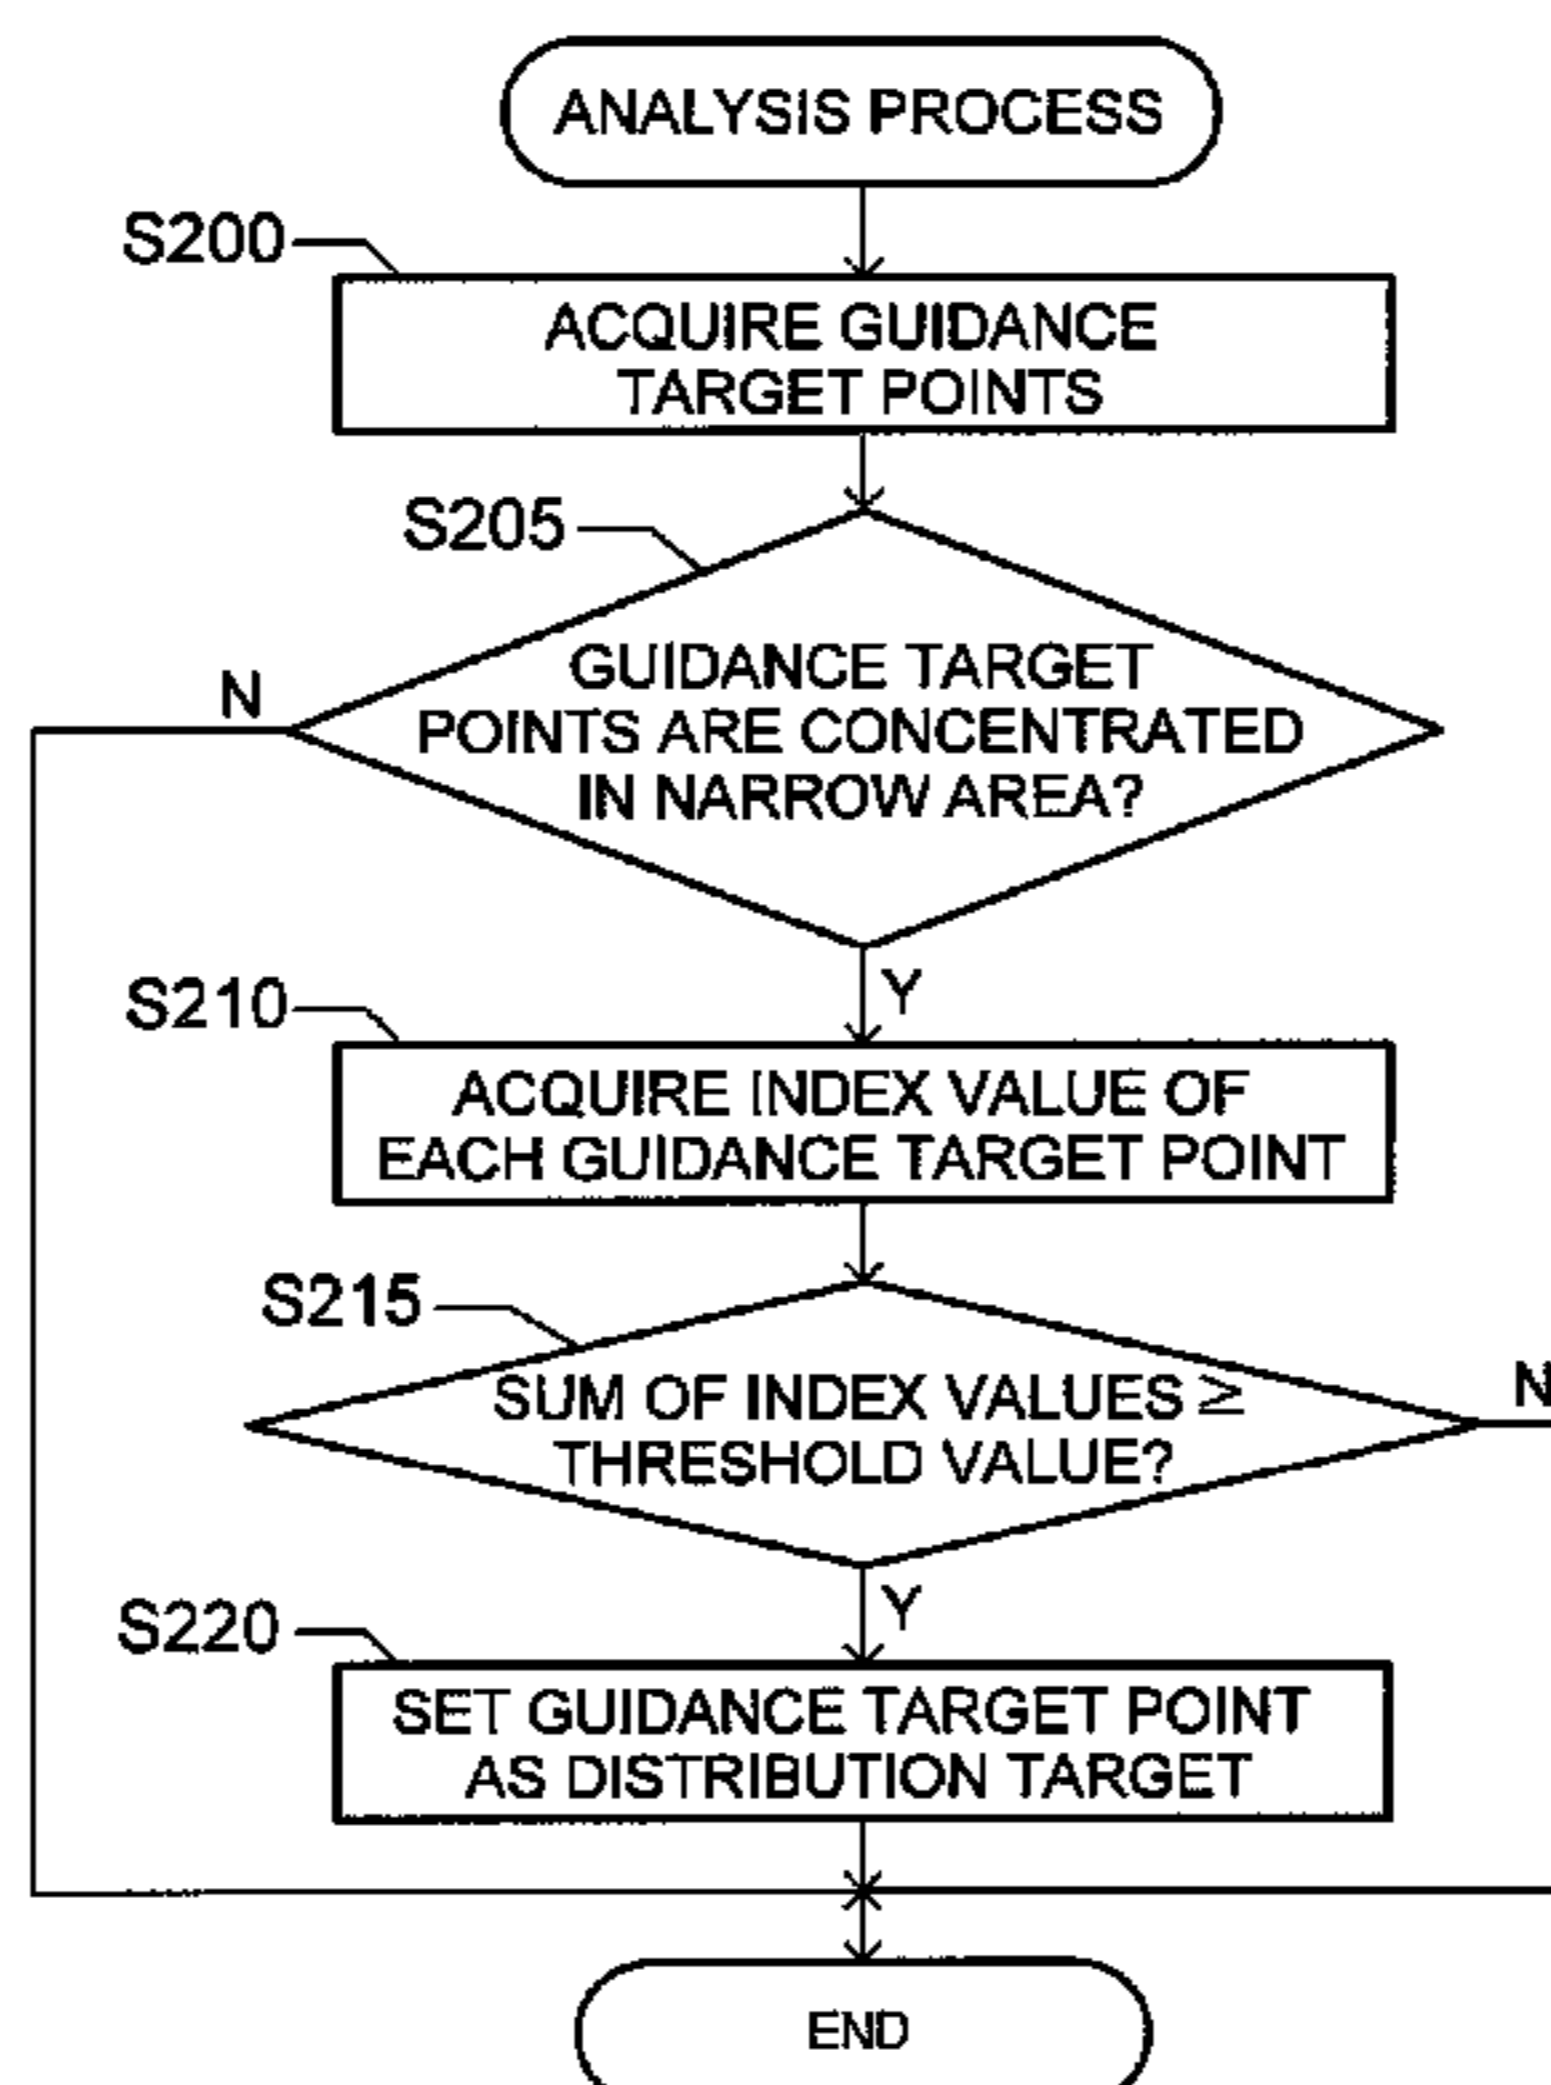 ANALYSIS PROCESS
S200
ACQUIRE GUIDANCE
TARGET POINTS
S205
GUIDANCE TARGET
POINTS ARE CONCENTRATED
IN NARROW AREA?
N
Y
S210
ACQUIRE INDEX VALUE OF
EACH GUIDANCE TARGET POINT
S215
SUM OF INDEX VALUES ≥
THRESHOLD VALUE?
N
Y
S220
SET GUIDANCE TARGET POINT
AS DISTRIBUTION TARGET
END